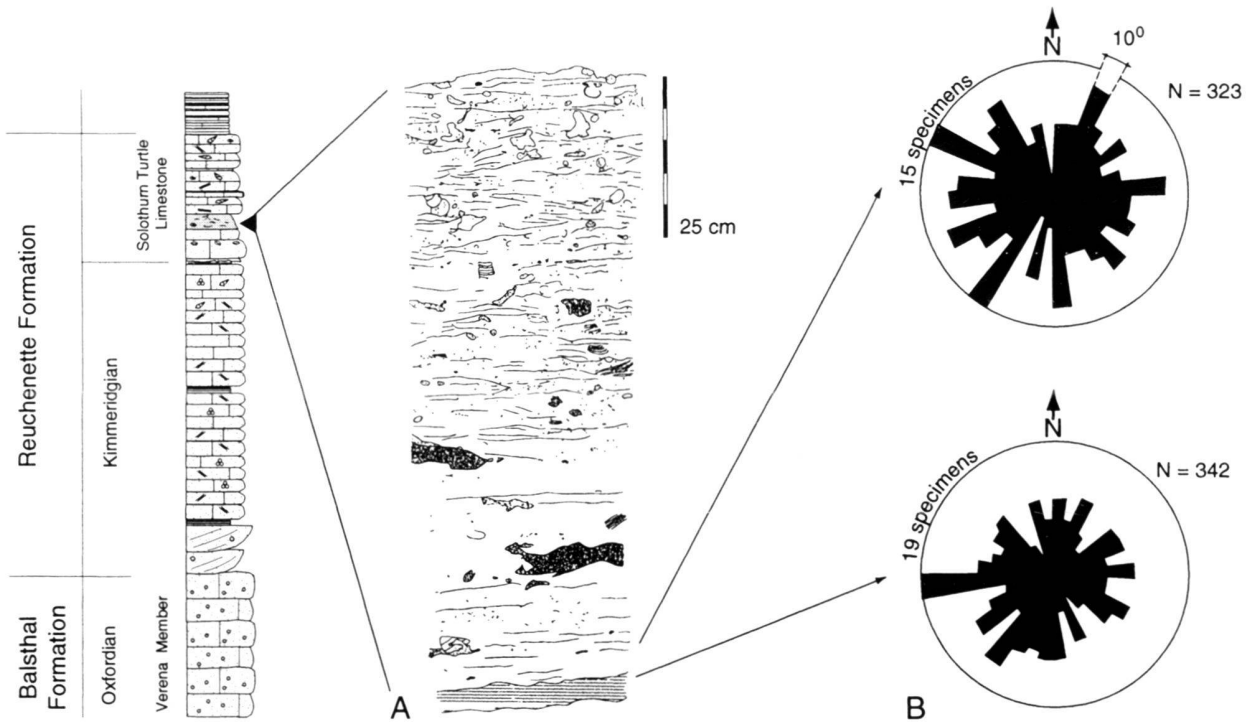 Reuchenette Formation
Balsthal
Formation
Kimmeridgian
Oxfordian
Solothum Turtle
Limestone
Verena Member
25 cm
A
N
10⁰
N = 323
15 specimens
N
N = 342
19 specimens
B